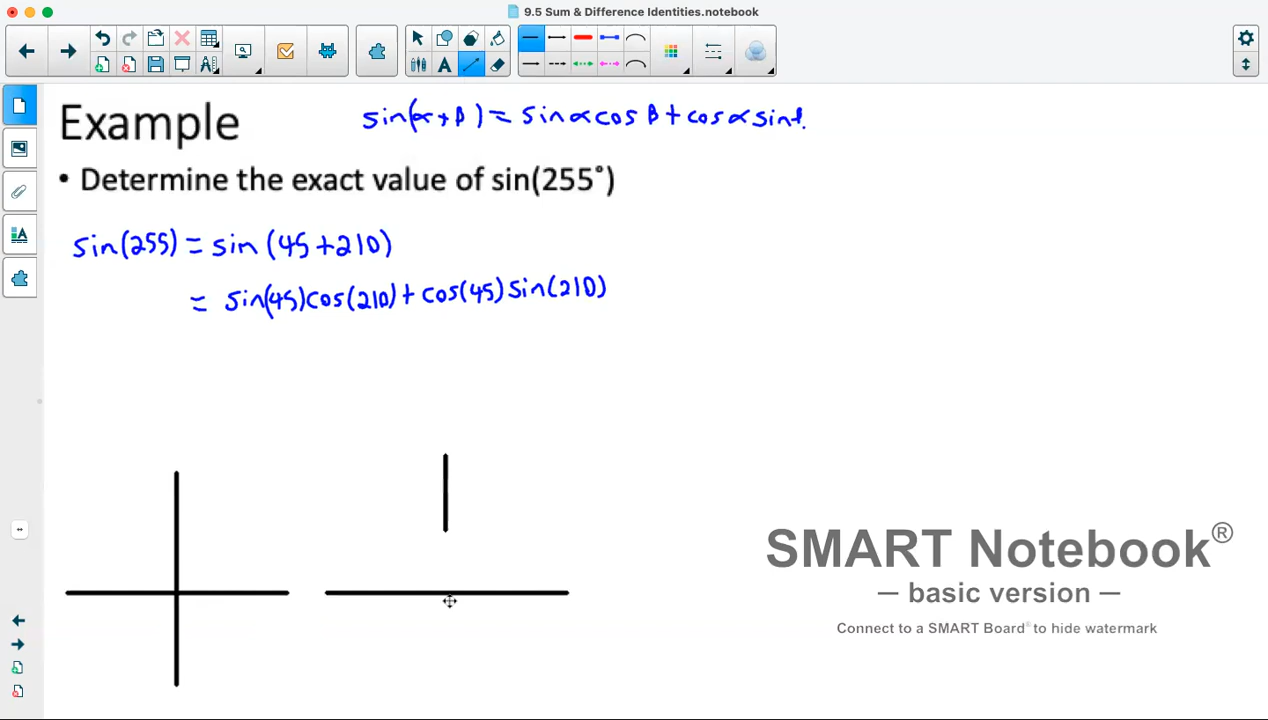 9.5 Sum & Difference Identities.notebook
Example
sin(α+β)=sinαcosβ+cosαsinβ
• Determine the exact value of sin(255˚)
sin(255)=sin(45+210)
= sin(45)cos(210)+cos(45)sin(210)
SMART Notebook®
— basic version —
Connect to a SMART Board® to hide watermark